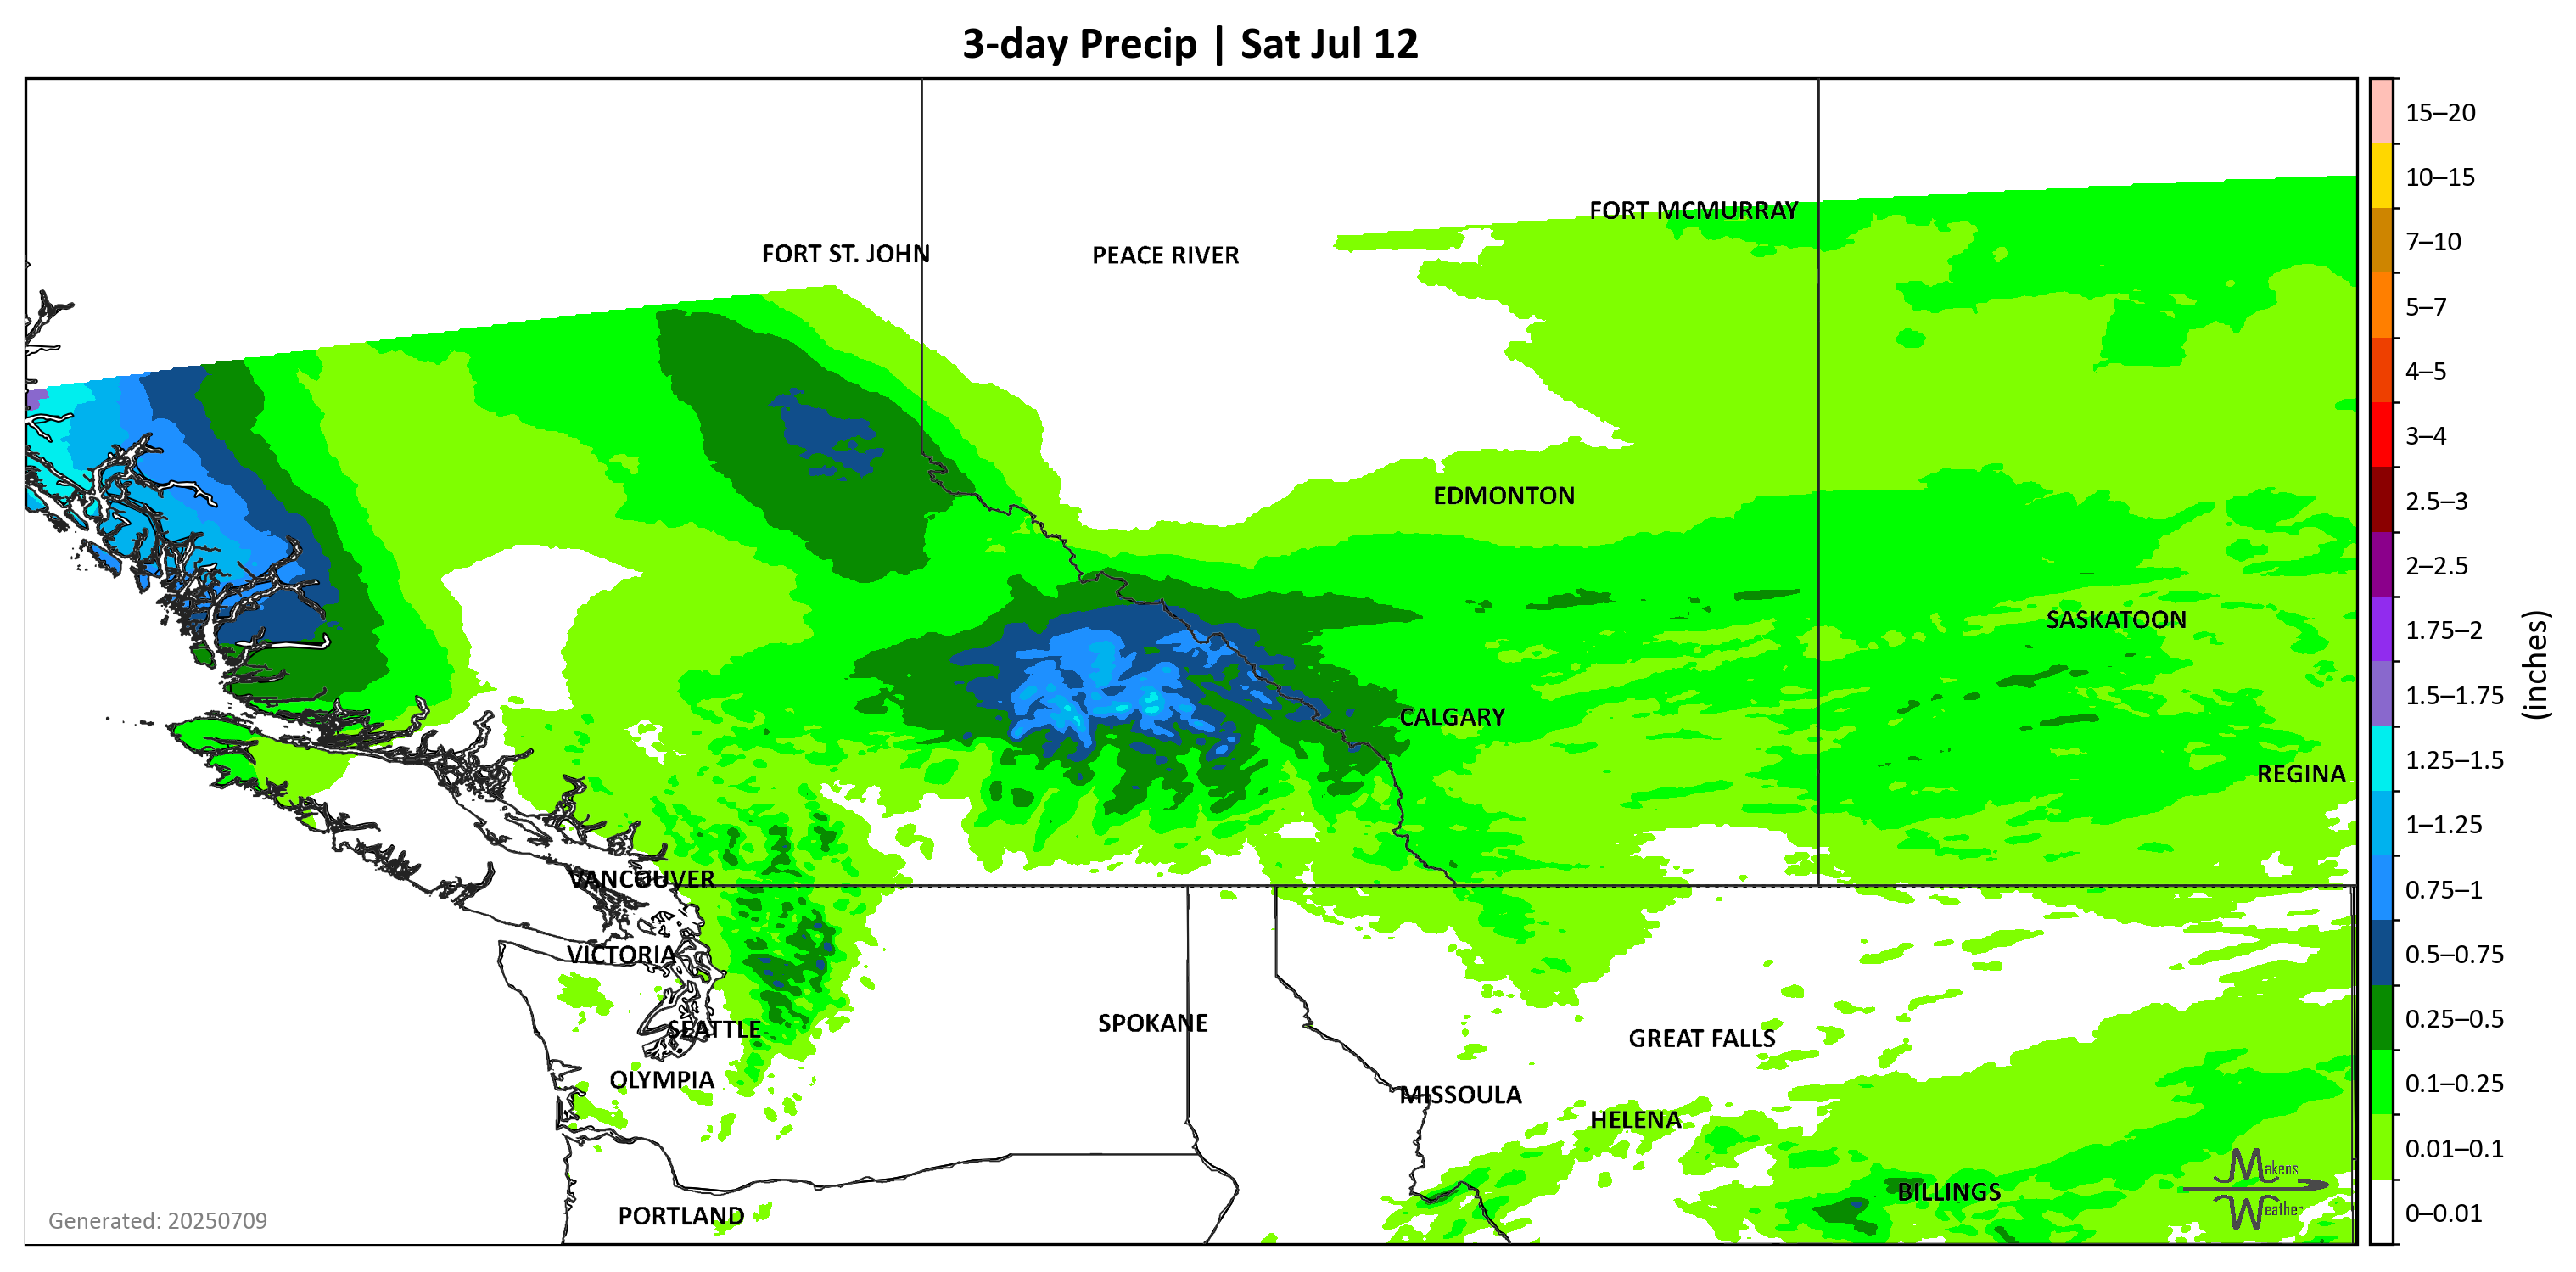 3-day Precip | Sat Jul 12
FORT MCMURRAY
FORT ST. JOHN
PEACE RIVER
EDMONTON
SASKATOON
CALGARY
REGINA
VANCOUVER
VICTORIA
SEATTLE
SPOKANE
GREAT FALLS
OLYMPIA
MISSOULA
HELENA
BILLINGS
PORTLAND
Makens
Weather
Generated: 20250709
15–20
10–15
7–10
5–7
4–5
3–4
2.5–3
2–2.5
1.75–2
1.5–1.75
1.25–1.5
1–1.25
0.75–1
0.5–0.75
0.25–0.5
0.1–0.25
0.01–0.1
0–0.01
(inches)